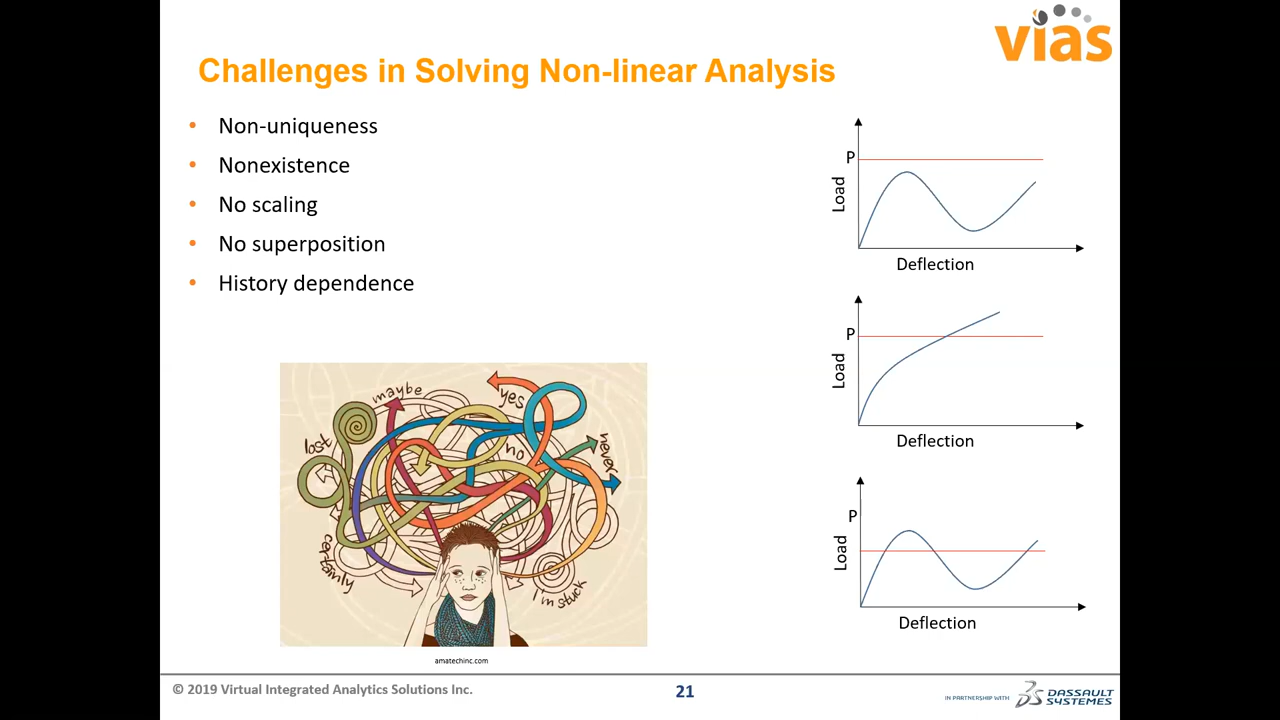 vias
Challenges in Solving Non-linear Analysis
• Non-uniqueness
• Nonexistence
• No scaling
• No superposition
• History dependence
P
Load
Deflection
P
Load
Deflection
P
Load
Deflection
maybe
yes
lost
no
never
certainly
I'm stuck
amatechinc.com
© 2019 Virtual Integrated Analytics Solutions Inc.
21
IN PARTNERSHIP WITH
DASSAULT
SYSTEMES